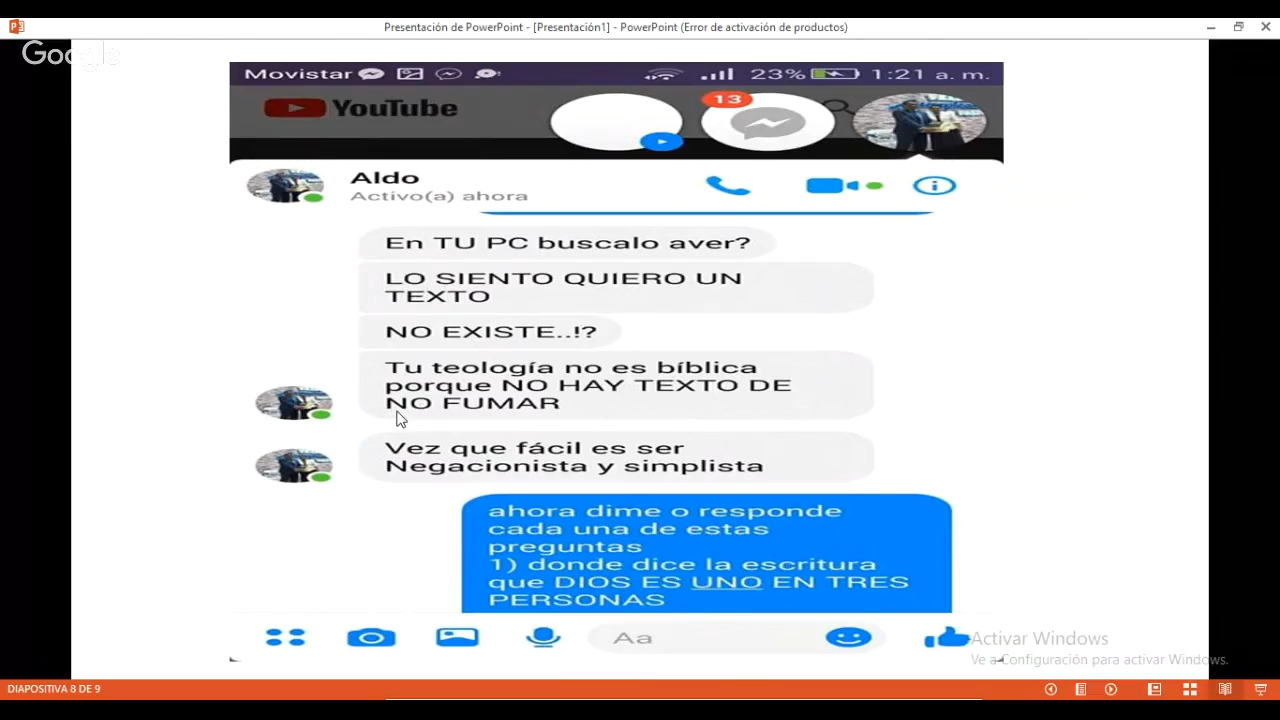 Presentación de PowerPoint - [Presentación1] - PowerPoint (Error de activación de productos)
Google
Movistar 23% 1:21 a. m.
YouTube
13
Aldo
Activo(a) ahora
En TU PC buscalo aver?
LO SIENTO QUIERO UN
TEXTO
NO EXISTE..!?
Tu teología no es bíblica
porque NO HAY TEXTO DE
NO FUMAR
Vez que fácil es ser
Negacionista y simplista
ahora dime o responde
cada una de estas
preguntas
1) donde dice la escritura
que DIOS ES UNO EN TRES
PERSONAS
Aa
Activar Windows
Ve a Configuración para activar Windows.
DIAPOSITIVA 8 DE 9